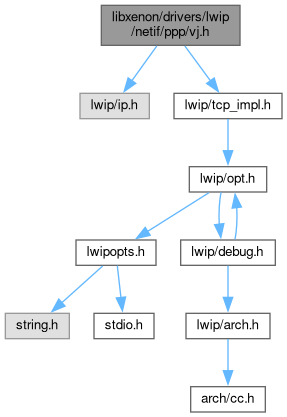 libxenon/drivers/lwip
/netif/ppp/vj.h
lwip/ip.h
lwip/tcp_impl.h
lwip/opt.h
lwipopts.h
lwip/debug.h
string.h
stdio.h
lwip/arch.h
arch/cc.h